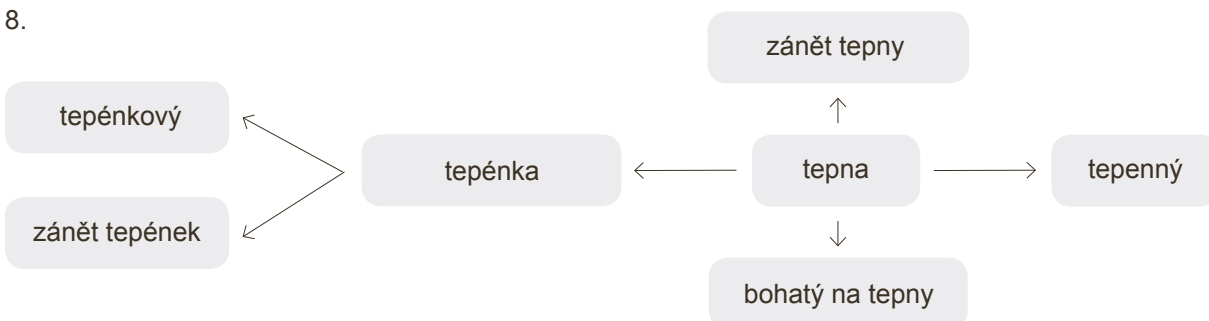 8.
zánět tepny
tepénkový
tepénka
tepna
tepenný
zánět tepének
bohatý na tepny